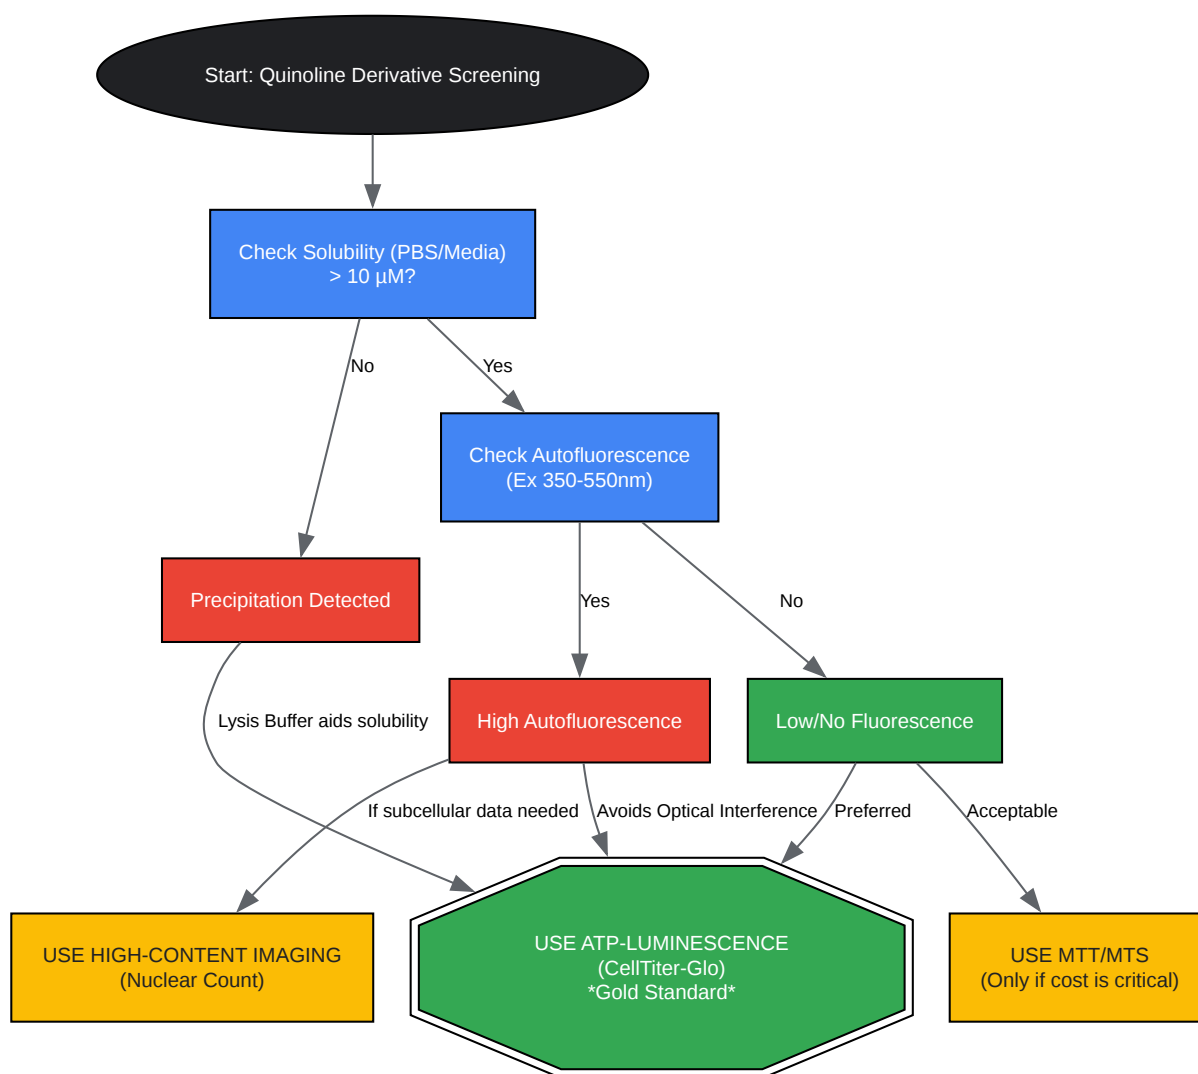 Start: Quinoline Derivative Screening
Check Solubility (PBS/Media)
> 10 µM?
No
Yes
Check Autofluorescence
(Ex 350-550nm)
Precipitation Detected
Yes
No
Lysis Buffer aids solubility
High Autofluorescence
Low/No Fluorescence
If subcellular data needed
Avoids Optical Interference
Preferred
Acceptable
USE HIGH-CONTENT IMAGING
(Nuclear Count)
USE ATP-LUMINESCENCE
(CellTiter-Glo)
*Gold Standard*
USE MTT/MTS
(Only if cost is critical)